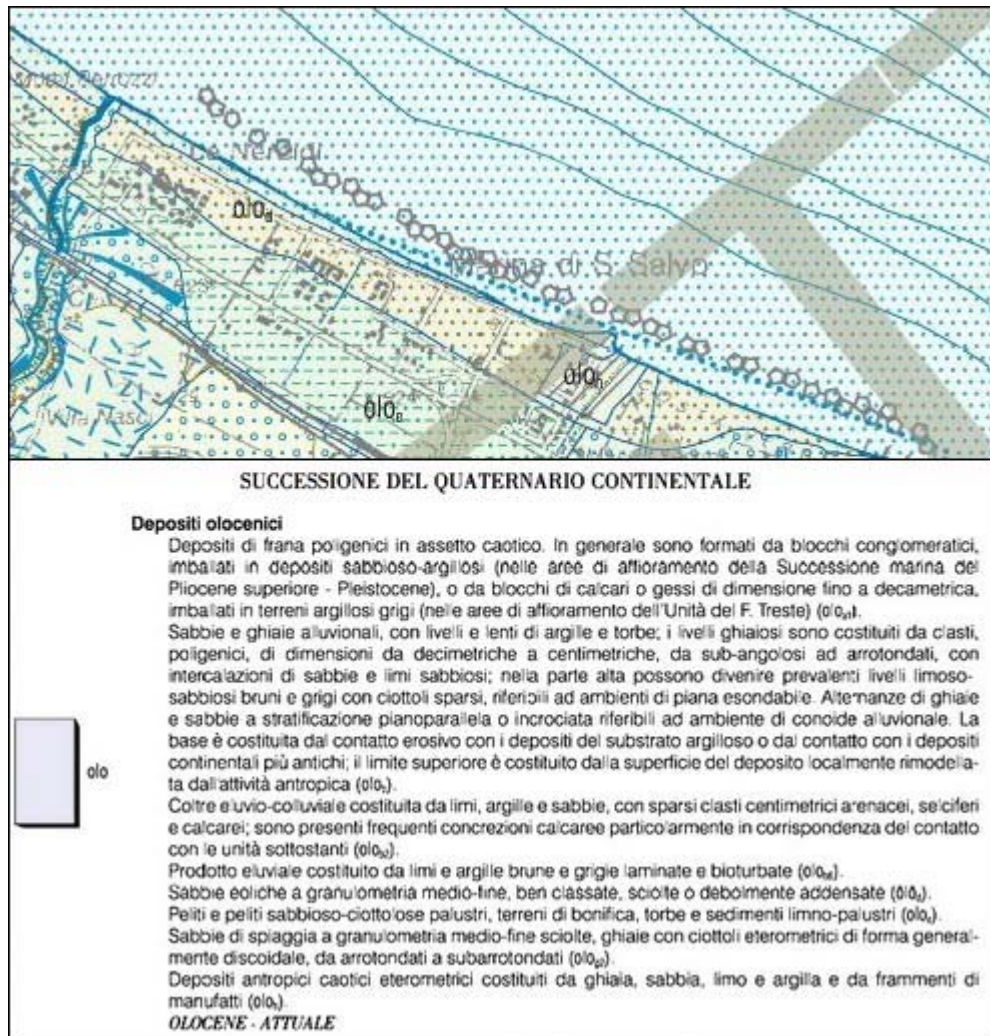 Le Nereidi
olo_d
Marina di S. Salvo
olo_h
olo_e
Villa Nasci
SUCCESSIONE DEL QUATERNARIO CONTINENTALE
Depositi olocenici
Depositi di frana poligenici in assetto caotico. In generale sono formati da blocchi conglomeratici,
imballati in depositi sabbioso-argillosi (nelle aree di affioramento della Successione marina del
Pliocene superiore - Pleistocene), o da blocchi di calcari o gessi di dimensione fino a decametrica,
imballati in terreni argillosi grigi (nelle aree di affioramento dell'Unità del F. Treste) (olo_a1).
Sabbie e ghiaie alluvionali, con livelli e lenti di argille e torbe; i livelli ghiaiosi sono costituiti da clasti,
poligenici, di dimensioni da decimetriche a centimetriche, da sub-angolosi ad arrotondati, con
intercalazioni di sabbie e limi sabbiosi; nella parte alta possono divenire prevalenti livelli limoso-
sabbiosi bruni e grigi con ciottoli sparsi, riferibili ad ambienti di piana esondabile. Alternanze di ghiaie
e sabbie a stratificazione pianoparallela o incrociata riferibili ad ambiente di conoide alluvionale. La
base è costituita dal contatto erosivo con i depositi del substrato argilloso o dal contatto con i depositi
continentali più antichi; il limite superiore è costituito dalla superficie del deposito localmente rimodella-
olo
ta dall'attività antropica (olo).
Coltre eluvio-colluviale costituita da limi, argille e sabbie, con sparsi clasti centimetrici arenacei, selciferi
e calcarei; sono presenti frequenti concrezioni calcaree particolarmente in corrispondenza del contatto
con le unità sottostanti (olo_b2).
Prodotto eluviale costituito da limi e argille brune e grigie laminate e bioturbate (olo).
Sabbie eoliche a granulometria medio-fine, ben classate, sciolte o debolmente addensate (olo_d).
Peliti e peliti sabbioso-ciottolose palustri, terreni di bonifica, torbe e sedimenti limno-palustri (olo_e).
Sabbie di spiaggia a granulometria medio-fine sciolte, ghiaie con ciottoli eterometrici di forma general-
mente discoidale, da arrotondati a subarrotondati (olo_g2).
Depositi antropici caotici eterometrici costituiti da ghiaia, sabbia, limo e argilla e da frammenti di
manufatti (olo_h).
OLOCENE - ATTUALE